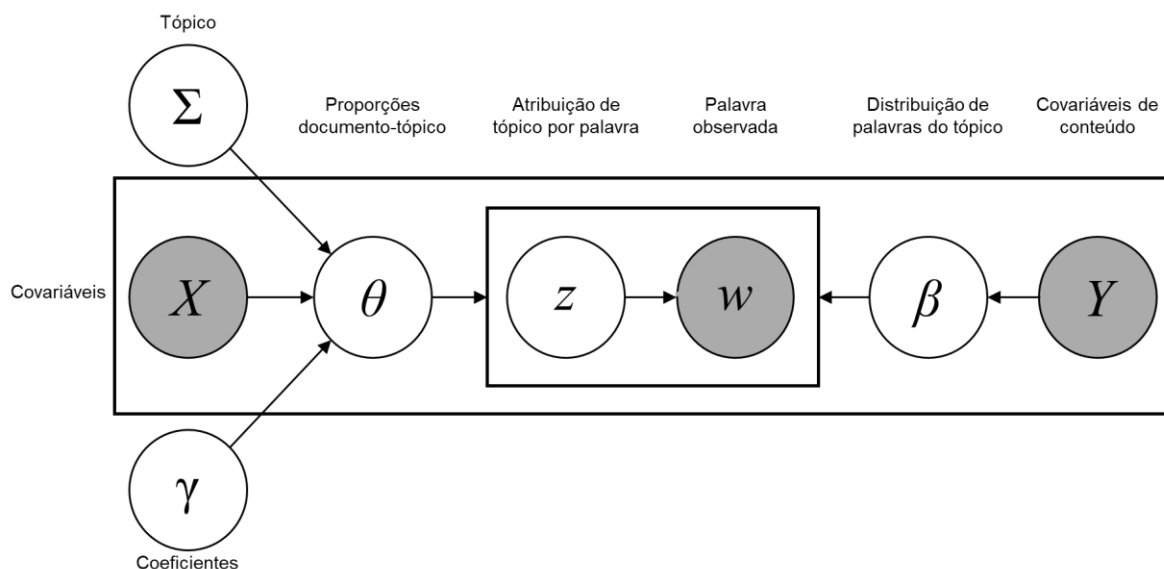 Tópico
Σ
Proporções
documento-tópico
Atribuição de
tópico por palavra
Palavra
observada
Distribuição de
palavras do tópico
Covariáveis de
conteúdo
Covariáveis
X
θ
z
w
β
Y
γ
Coeficientes